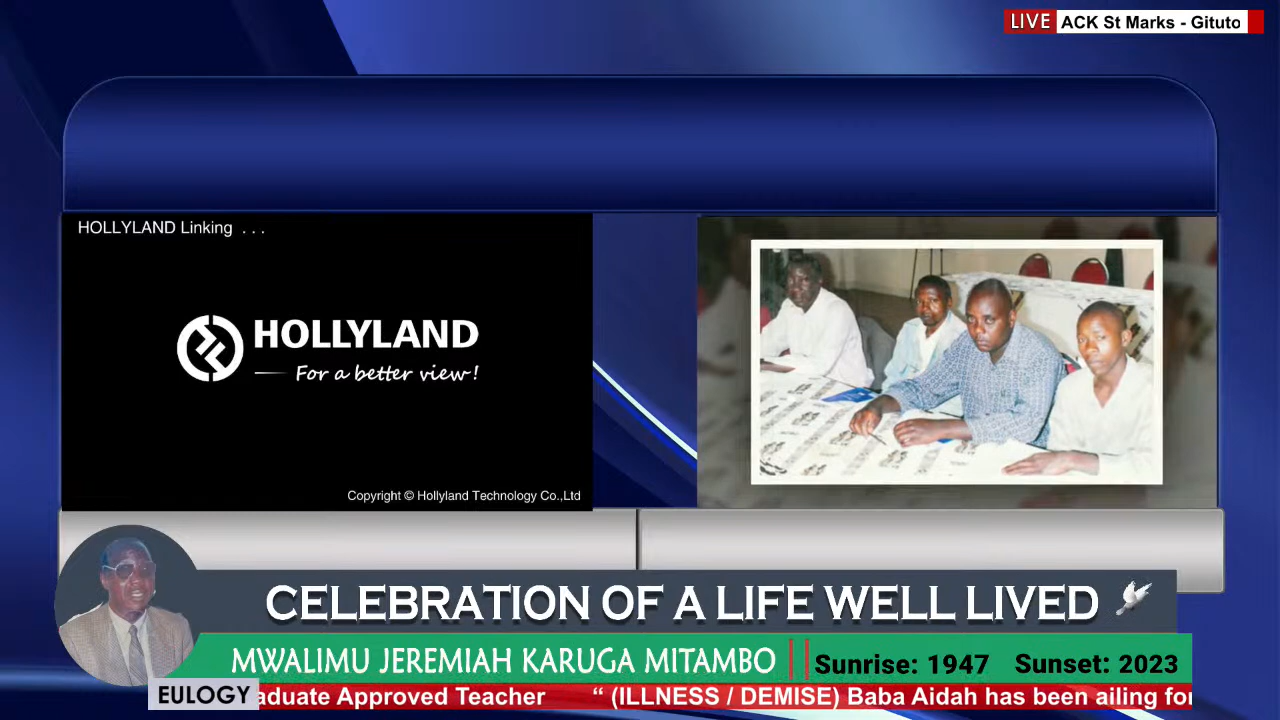 LIVE ACK St Marks - Gituto
HOLLYLAND Linking . . .
HOLLYLAND
For a better view!
Copyright © Hollyland Technology Co.,Ltd
CELEBRATION OF A LIFE WELL LIVED
MWALIMU JEREMIAH KARUGA MITAMBO Sunrise: 1947 Sunset: 2023
EULOGY aduate Approved Teacher “ (ILLNESS / DEMISE) Baba Aidah has been ailing for